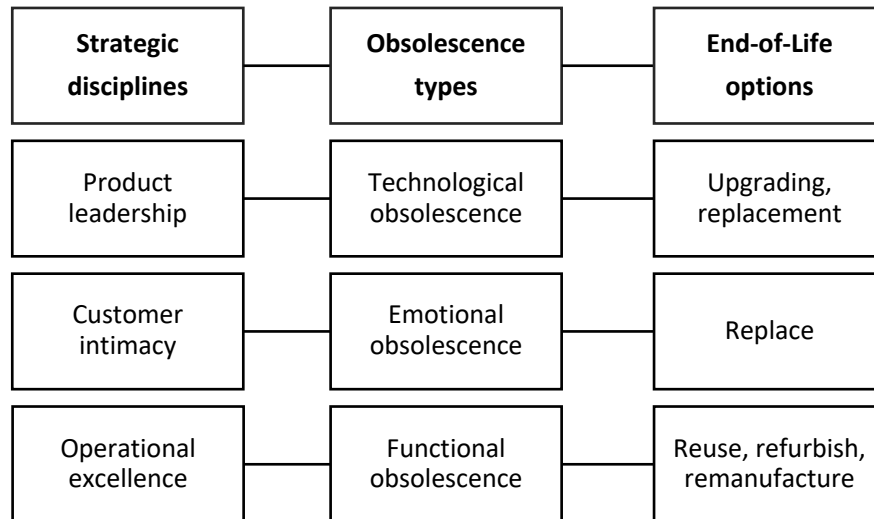 Strategic
disciplines
Obsolescence
types
End-of-Life
options
Product
leadership
Technological
obsolescence
Upgrading,
replacement
Customer
intimacy
Emotional
obsolescence
Replace
Operational
excellence
Functional
obsolescence
Reuse, refurbish,
remanufacture